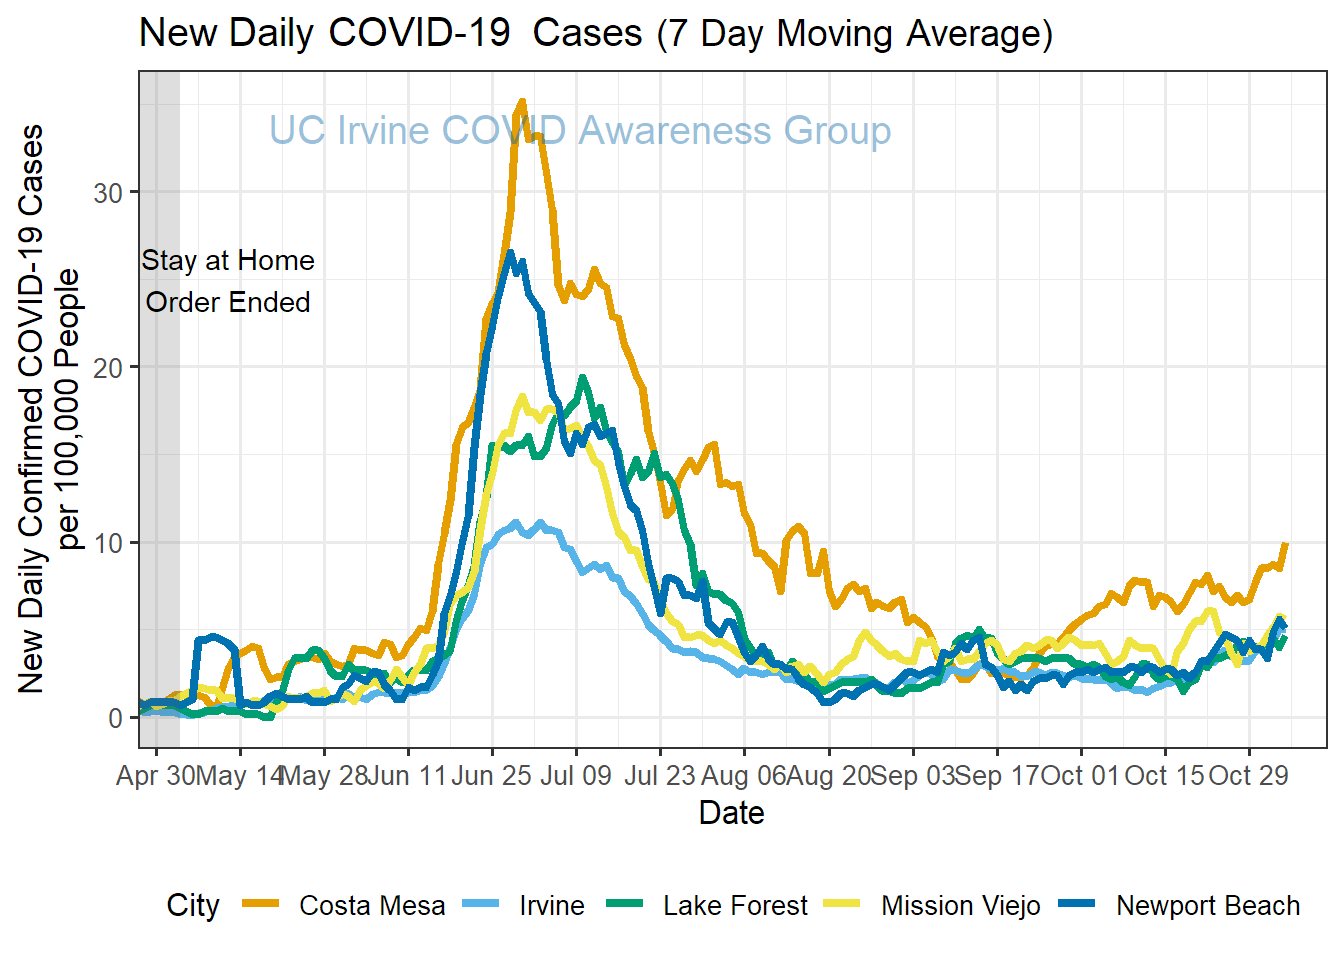 New Daily COVID-19 Cases (7 Day Moving Average)
UC Irvine COVID Awareness Group
Stay at Home
Order Ended
New Daily Confirmed COVID-19 Cases
per 100,000 People
30
20
10
0
Apr 30 May 14 May 28 Jun 11 Jun 25 Jul 09 Jul 23 Aug 06 Aug 20 Sep 03 Sep 17 Oct 01 Oct 15 Oct 29
Date
City Costa Mesa Irvine Lake Forest Mission Viejo Newport Beach